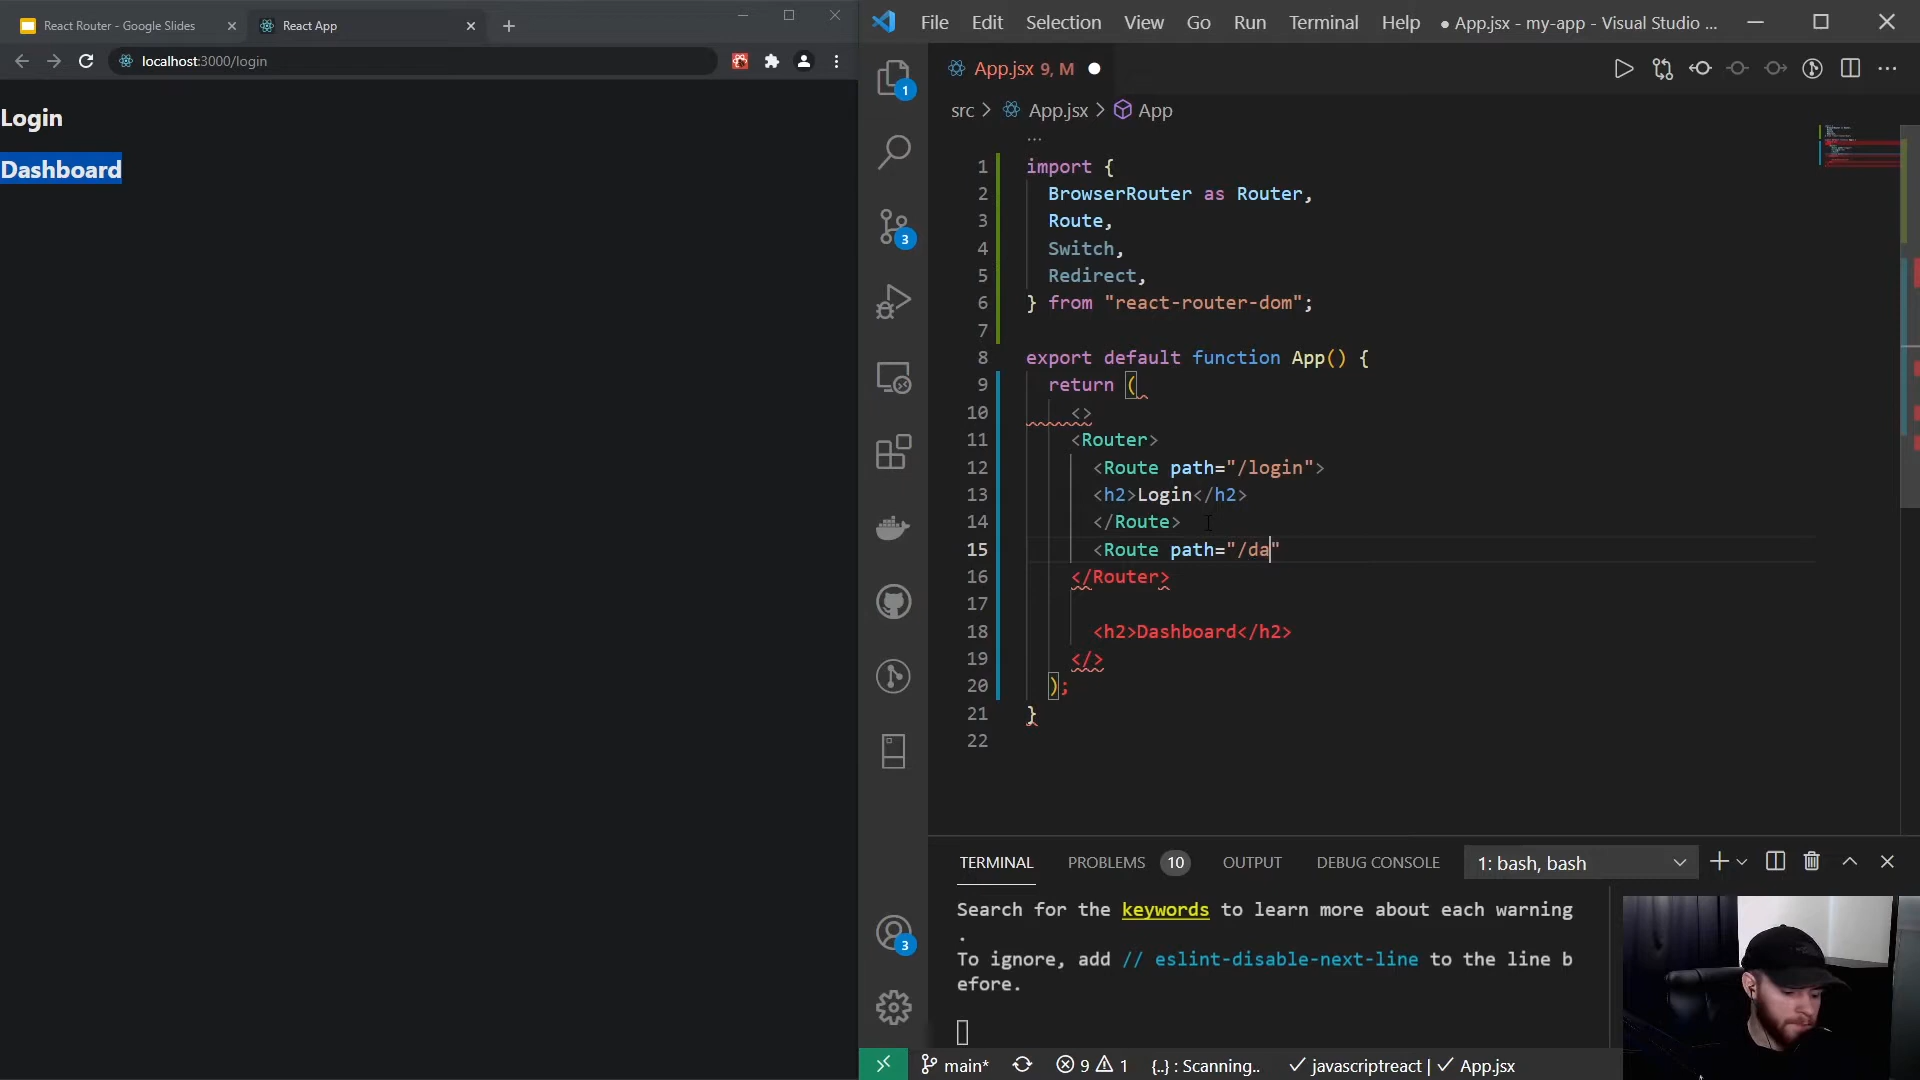 React Router - Google Slides
React App
localhost:3000/login
Login
Dashboard
File Edit Selection View Go Run Terminal Help
● App.jsx - my-app - Visual Studio ...
App.jsx 9, M
src > App.jsx > App
...
1 import {
2 BrowserRouter as Router,
3 Route,
4 Switch,
5 Redirect,
6 } from "react-router-dom";
7
8 export default function App() {
9 return (
10 <>
11 <Router>
12 <Route path="/login">
13 <h2>Login</h2>
14 </Route>
15 <Route path="/da"
16 </Router>
17
18 <h2>Dashboard</h2>
19 </>
20 );
21 }
22
1
3
3
TERMINAL PROBLEMS 10 OUTPUT DEBUG CONSOLE 1: bash, bash
Search for the keywords to learn more about each warning
.
To ignore, add // eslint-disable-next-line to the line b
efore.
main* 9 1 {..} : Scanning.. ✓ javascriptreact | ✓ App.jsx